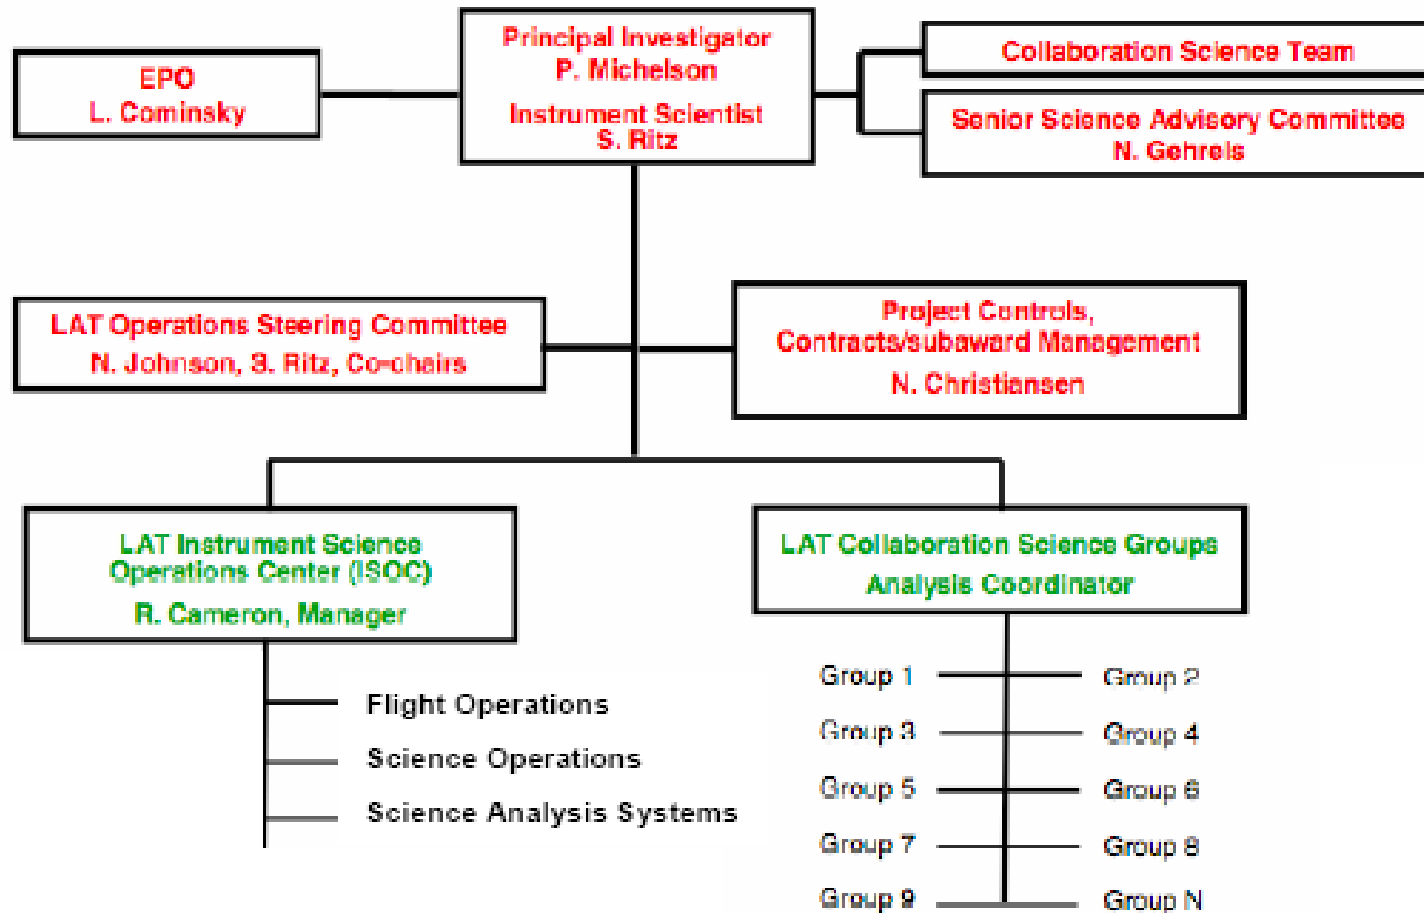 Principal Investigator
P. Michelson
Instrument Scientist
S. Ritz
EPO
L. Cominsky
Collaboration Science Team
Senior Science Advisory Committee
N. Gehrels
LAT Operations Steering Committee
N. Johnson, S. Ritz, Co-chairs
Project Controls,
Contracts/subaward Management
N. Christiansen
LAT Instrument Science
Operations Center (ISOC)
R. Cameron, Manager
Flight Operations
Science Operations
Science Analysis Systems
LAT Collaboration Science Groups
Analysis Coordinator
Group 1
Group 2
Group 3
Group 4
Group 5
Group 6
Group 7
Group 8
Group 9
Group N